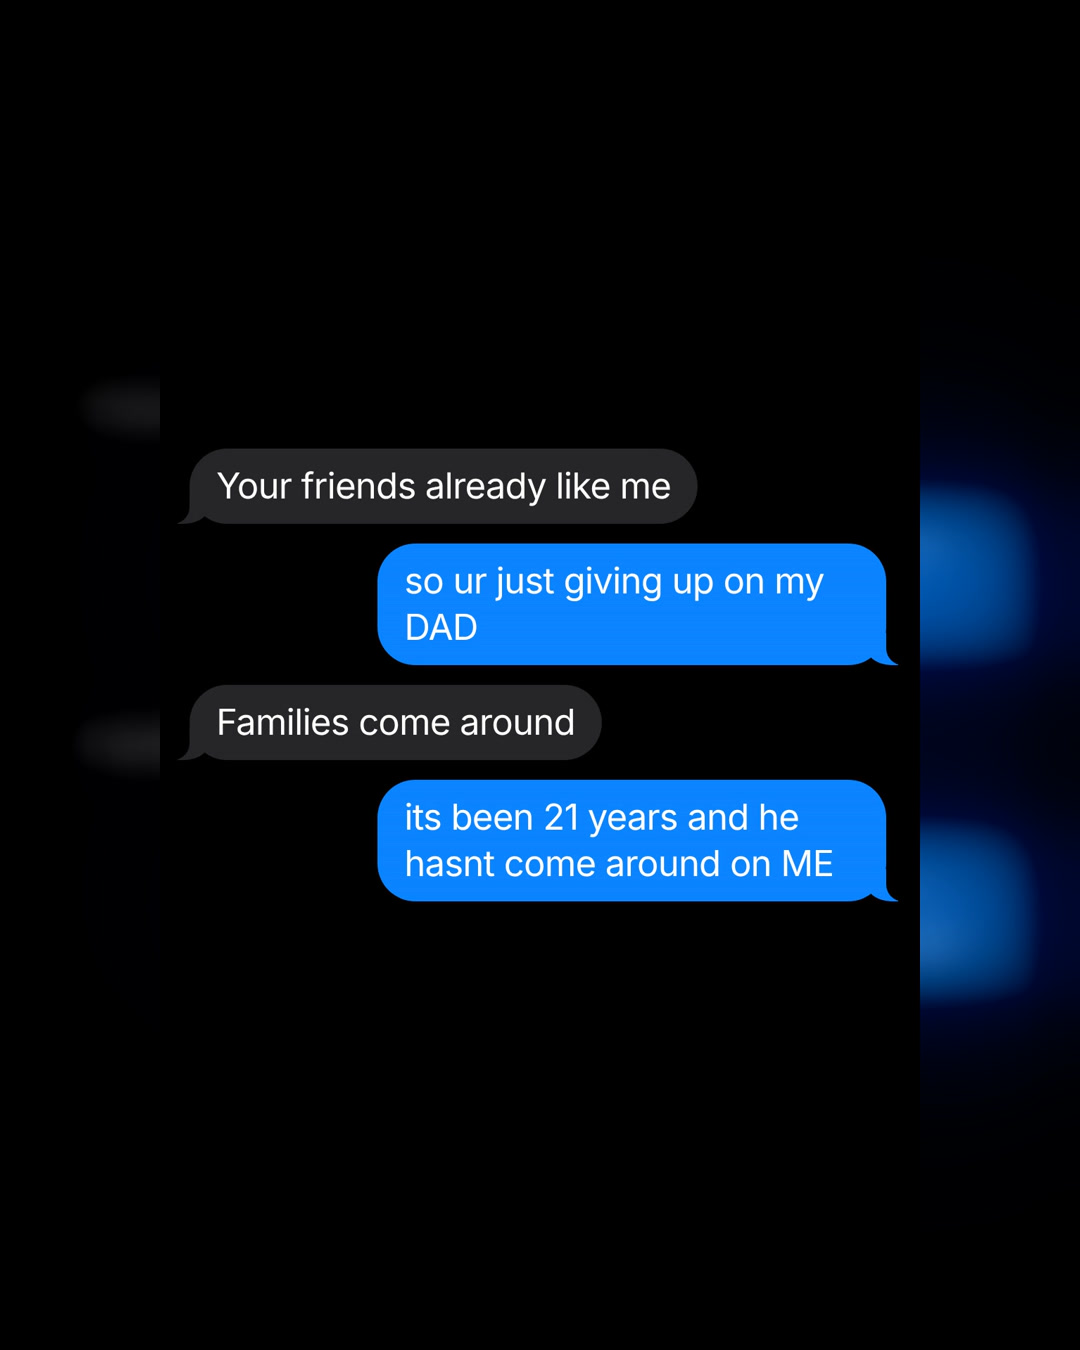 Your friends already like me
so ur just giving up on my
DAD
Families come around
its been 21 years and he
hasnt come around on ME